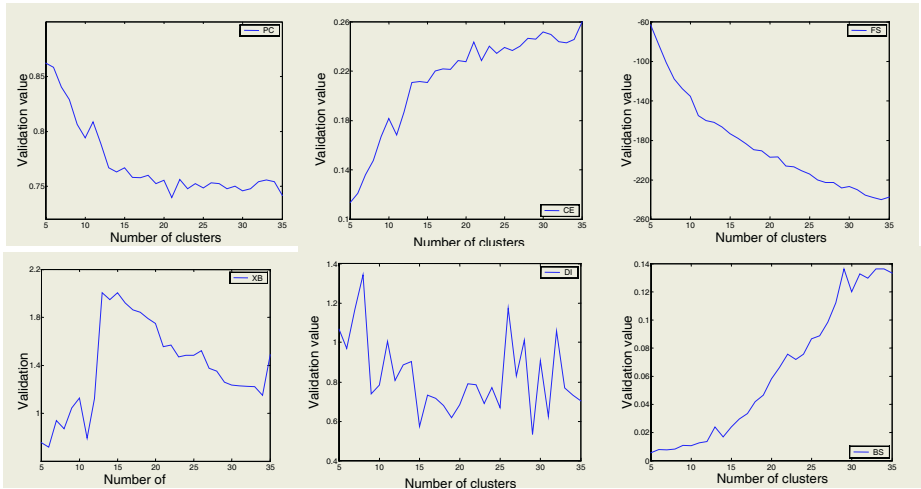 PC
Validation value
0.85
0.8
0.75
5 10 15 20 25 30 35
Number of clusters
0.26
0.22
0.18
0.14
0.1
Validation value
CE
5 10 15 20 25 30 35
Number of clusters
-60
-100
-140
-180
-220
-260
Validation value
FS
5 10 15 20 25 30 35
Number of clusters
2.2
1.8
1.4
1
Validation
XB
5 10 15 20 25 30 35
Number of
1.4
1.2
1
0.8
0.6
0.4
Validation value
DI
5 10 15 20 25 30 35
Number of clusters
0.14
0.12
0.1
0.08
0.06
0.04
0.02
0
Validation value
BS
5 10 15 20 25 30 35
Number of clusters